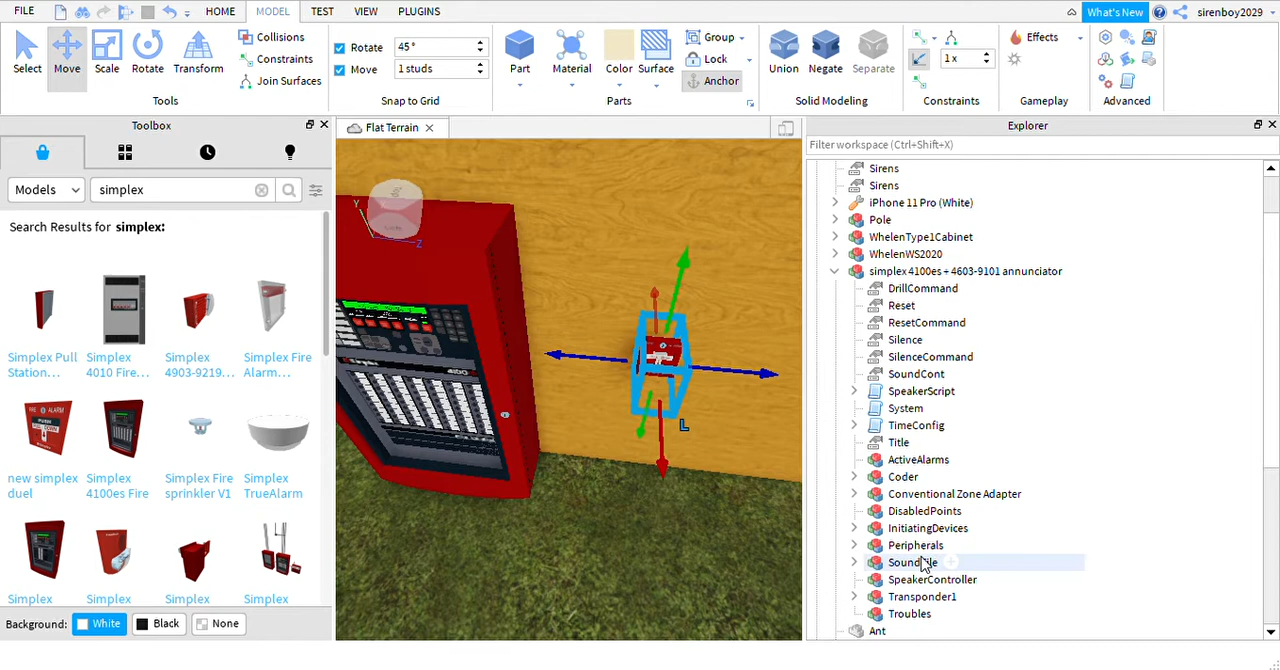 FILE HOME MODEL TEST VIEW PLUGINS What's New sirenboy2029
Select Move Scale Rotate Transform
Collisions
Constraints
Join Surfaces
Rotate 45°
Move 1 studs
Part Material Color Surface
Group
Lock
Anchor
Union Negate Separate
1 x
Effects
Tools Snap to Grid Parts Solid Modeling Constraints Gameplay Advanced
Toolbox
Models simplex
Search Results for simplex:
Simplex Pull Station...
Simplex 4010 Fire...
Simplex 4903-9219...
Simplex Fire Alarm...
new simplex duel
Simplex 4100es Fire
Simplex Fire sprinkler V1
Simplex TrueAlarm
Simplex Simplex Simplex Simplex
Background: White Black None
Flat Terrain
Y
Z
L
Explorer
Filter workspace (Ctrl+Shift+X)
Sirens
Sirens
iPhone 11 Pro (White)
Pole
WhelenType1Cabinet
WhelenWS2020
simplex 4100es + 4603-9101 annunciator
DrillCommand
Reset
ResetCommand
Silence
SilenceCommand
SoundCont
SpeakerScript
System
TimeConfig
Title
ActiveAlarms
Coder
Conventional Zone Adapter
DisabledPoints
InitiatingDevices
Peripherals
SpeakerController
Transponder1
Troubles
Ant